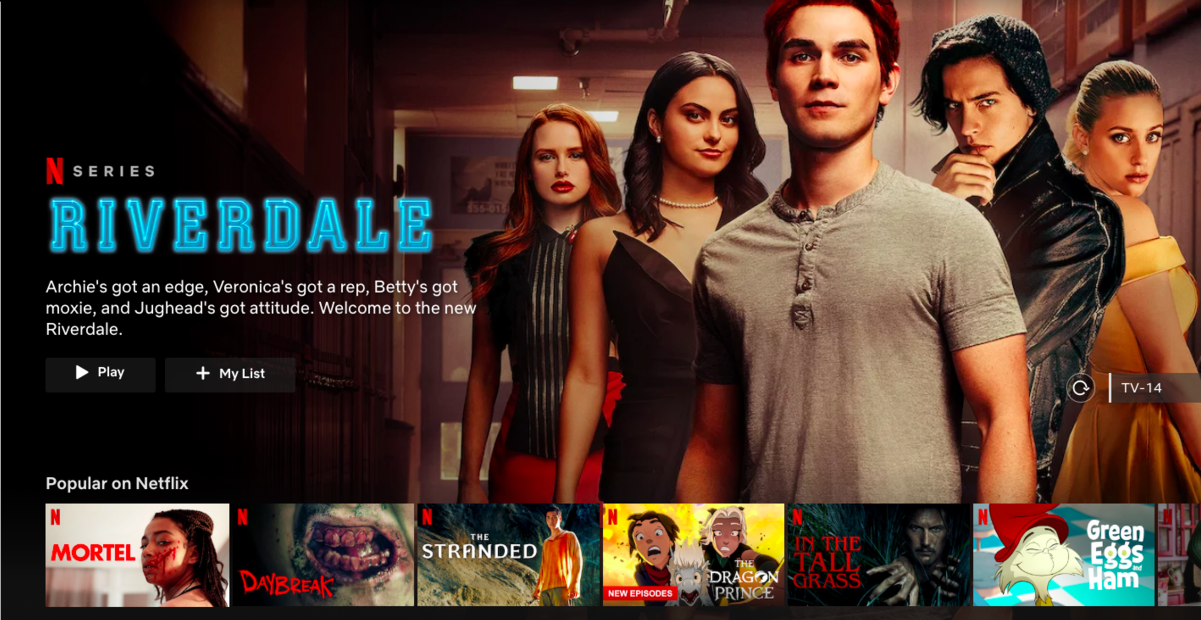 N SERIES
RIVERDALE
Archie's got an edge, Veronica's got a rep, Betty's got
moxie, and Jughead's got attitude. Welcome to the new
Riverdale.
Play
My List
TV-14
Popular on Netflix
N
MORTEL
N
DAYBREAK
N
THE
STRANDED
N
NEW EPISODES
THE
DRAGON
PRINCE
N
IN THE
TALL
GRASS
N
Green
Eggs
and
Ham
N